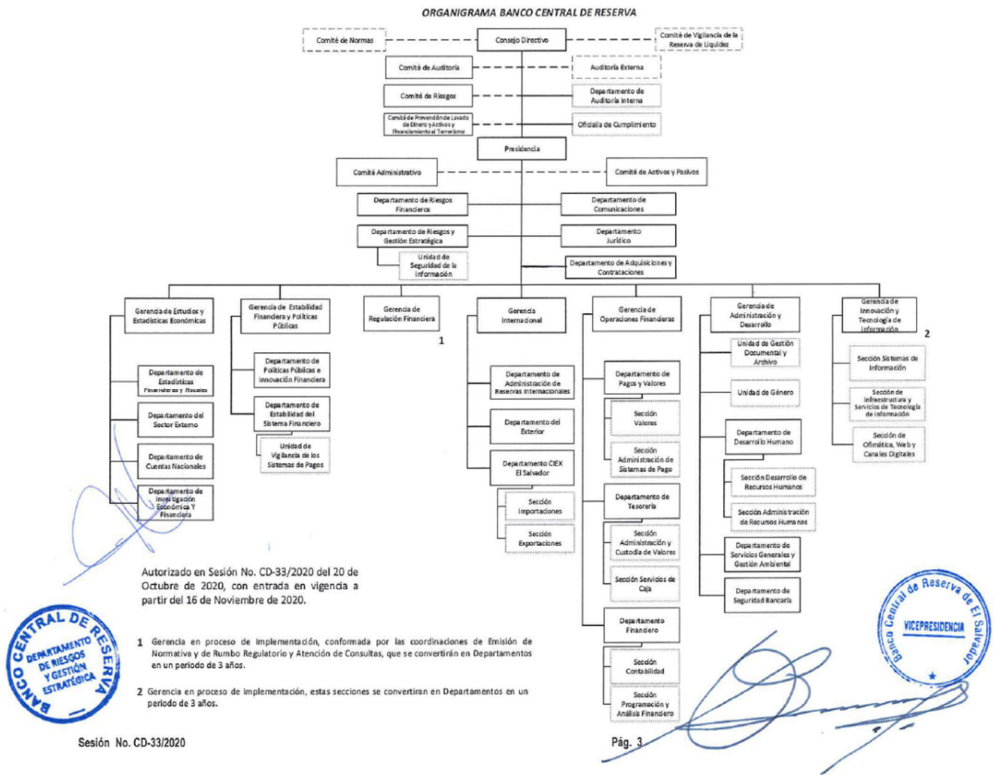 ORGANIGRAMA BANCO CENTRAL DE RESERVA
Comité de Normas
Consejo Directivo
Comité de Vigilancia de la
Reserva de Liquidez
Comité de Auditoría
Auditoría Externa
Comité de Riesgos
Departamento de
Auditoría Interna
Comité de Prevención de Lavado
de Dinero y Activos y
Financiamiento al Terrorismo
Oficialía de Cumplimiento
Presidencia
Comité Administrativo
Comité de Activos y Pasivos
Departamento de Riesgos
Financieros
Departamento de
Comunicaciones
Departamento de Riesgos y
Gestión Estratégica
Departamento
Jurídico
Unidad de
Seguridad de la
Información
Departamento de Adquisiciones y
Contrataciones
Gerencia de Estudios y
Estadísticas Económicas
Gerencia de Estabilidad
Financiera y Políticas
Públicas
Gerencia de
Regulación Financiera
1
Gerencia
Internacional
Gerencia de
Operaciones Financieras
Gerencia de
Administración y
Desarrollo
Gerencia de
Innovación y
Tecnología de
Información
2
Departamento de
Estadísticas
Financieras y Fiscales
Departamento del
Sector Externo
Departamento de
Cuentas Nacionales
Departamento de
Investigación
Económica Y
Financiera
Departamento de
Políticas Públicas e
Innovación Financiera
Departamento de
Estabilidad del
Sistema Financiero
Unidad de
Vigilancia de los
Sistemas de Pagos
Departamento de
Administración de
Reservas Internacionales
Departamento del
Exterior
Departamento CIEX
El Salvador
Sección
Importaciones
Sección
Exportaciones
Departamento de
Pagos y Valores
Sección
Valores
Sección
Administración de
Sistemas de Pago
Departamento de
Tesorería
Sección
Administración y
Custodia de Valores
Sección Servicios de
Caja
Departamento
Financiero
Sección
Contabilidad
Sección
Programación y
Análisis Financiero
Unidad de Gestión
Documental y
Archivo
Unidad de Género
Departamento de
Desarrollo Humano
Sección Desarrollo de
Recursos Humanos
Sección Administración
de Recursos Humanos
Departamento de
Servicios Generales y
Gestión Ambiental
Departamento de
Seguridad Bancaria
Sección Sistemas de
Información
Sección de
Infraestructura y
Servicios de Tecnología
de Información
Sección de
Ofimática, Web y
Canales Digitales
Autorizado en Sesión No. CD-33/2020 del 20 de
Octubre de 2020, con entrada en vigencia a
partir del 16 de Noviembre de 2020.
1 Gerencia en proceso de Implementación, conformada por las coordinaciones de Emisión de
Normativa y de Rumbo Regulatorio y Atención de Consultas, que se convertirán en Departamentos
en un periodo de 3 años.
2 Gerencia en proceso de Implementación, estas secciones se convertiran en Departamentos en un
periodo de 3 años.
BANCO CENTRAL DE RESERVA
DEPARTAMENTO
DE RIESGOS
Y GESTIÓN
ESTRATÉGICA
Banco Central de Reserva de El Salvador
VICEPRESIDENCIA
Sesión No. CD-33/2020
Pág. 3